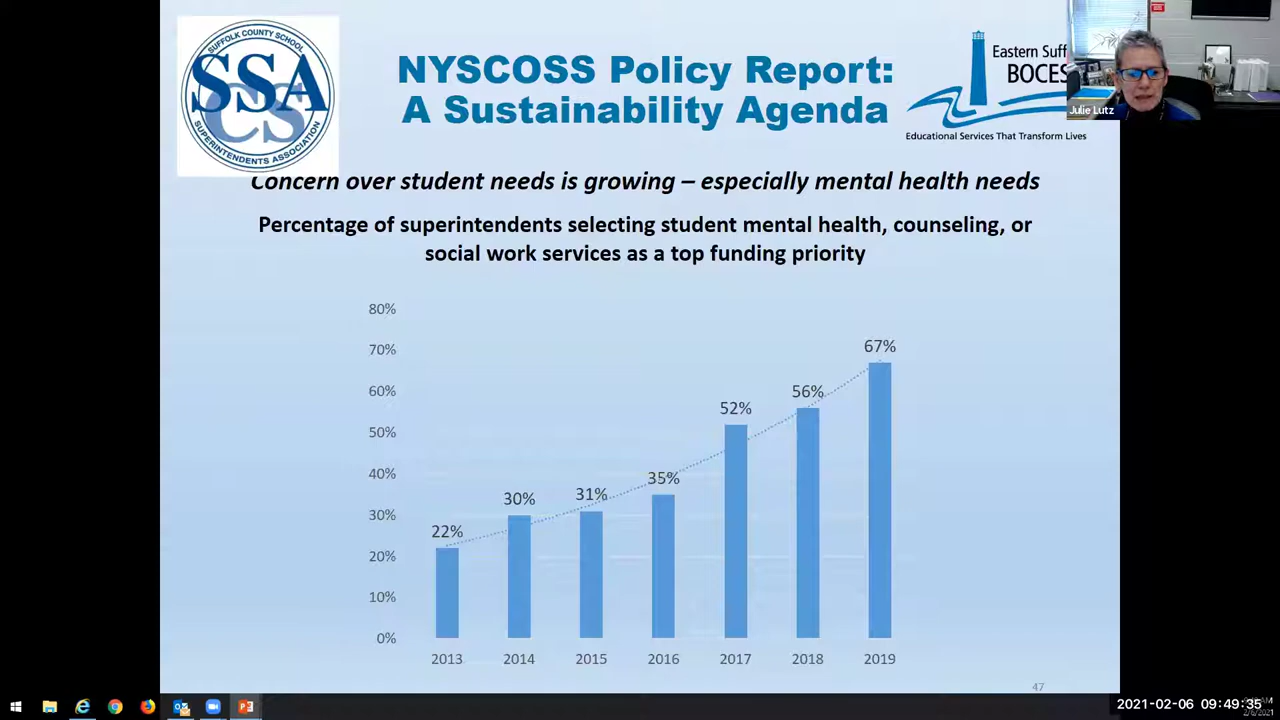 SUFFOLK COUNTY SCHOOL
SSA
CS
SUPERINTENDENTS ASSOCIATION
NYSCOSS Policy Report:
A Sustainability Agenda
Eastern Suff
BOCES
Educational Services That Transform Lives
Julie Lutz
Concern over student needs is growing – especially mental health needs
Percentage of superintendents selecting student mental health, counseling, or
social work services as a top funding priority
80%
70%
60%
50%
40%
30%
20%
10%
0%
22%
30%
31%
35%
52%
56%
67%
2013 2014 2015 2016 2017 2018 2019
47
2021-02-06 09:49:35